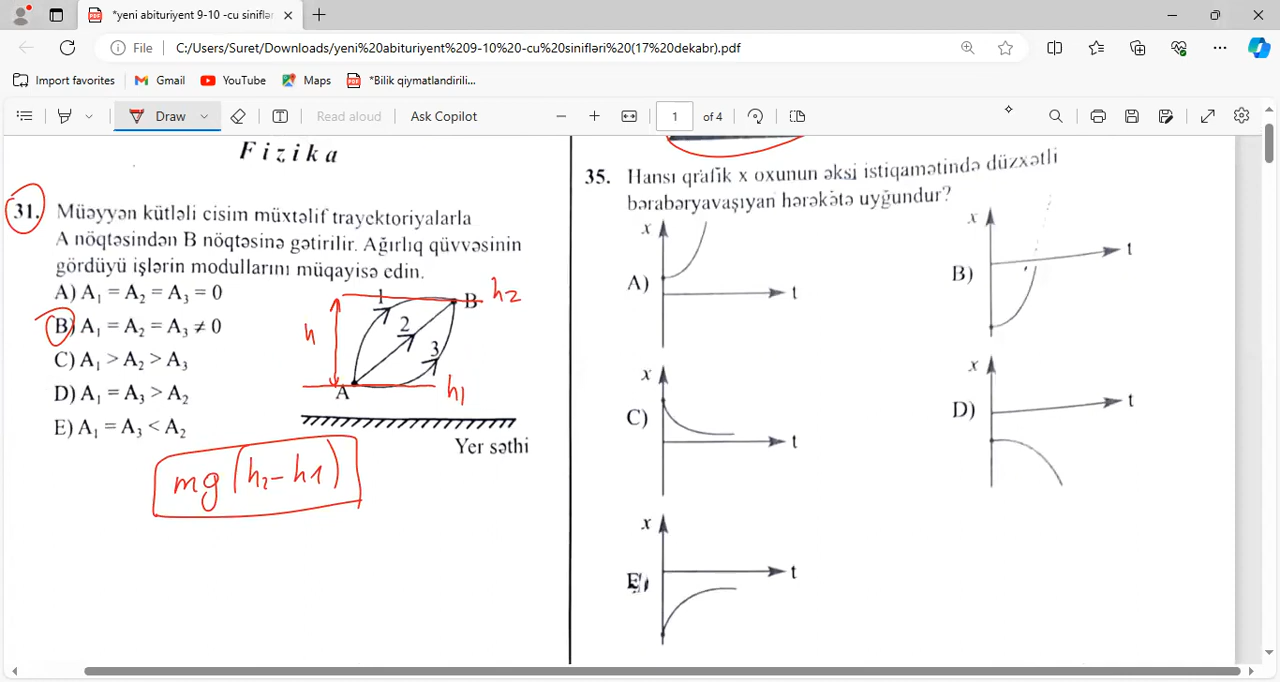 *yeni abituriyent 9-10 -cu siniflər
File
C:/Users/Suret/Downloads/yeni%20abituriyent%209-10%20-cu%20sinifləri%20(17%20dekabr).pdf
Import favorites
Gmail
YouTube
Maps
*Bilik qiymatlandirili...
Draw
Read aloud
Ask Copilot
1
of 4
Fizika
31. Müəyyən kütləli cisim müxtəlif trayektoriyalarla
A nöqtəsindən B nöqtəsinə gətirilir. Ağırlıq qüvvəsinin
gördüyü işlərin modullarını müqayisə edin.
A) A₁ = A₂ = A₃ = 0
B) A₁ = A₂ = A₃ ≠ 0
C) A₁ > A₂ > A₃
D) A₁ = A₃ > A₂
E) A₁ = A₃ < A₂
1
B
h2
h
2
3
A
h1
Yer səthi
mg(h₂-h1)
35. Hansı qrafik x oxunun əksi istiqamətində düzxətli
bərabəryavaşıyan hərəkətə uyğundur?
A)
x
t
B)
x
t
C)
x
t
D)
x
t
E)
x
t